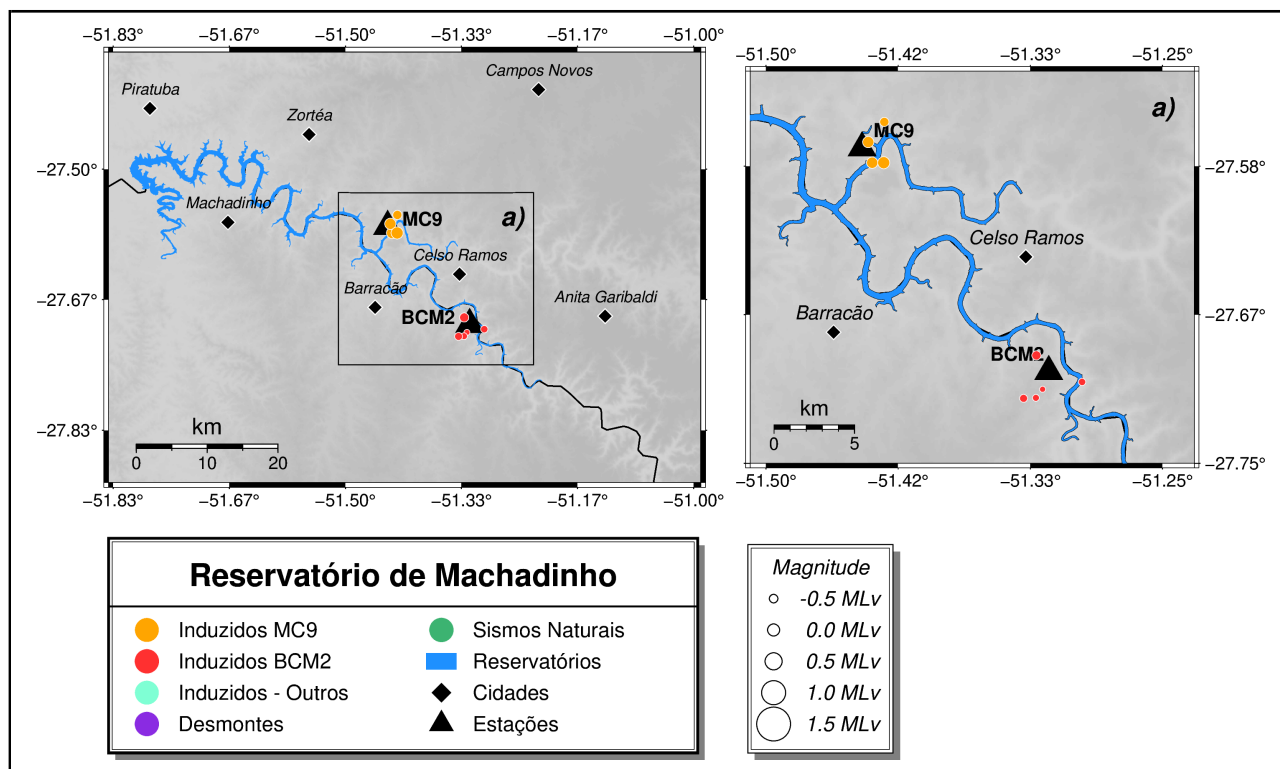 −51.83° −51.67° −51.50° −51.33° −51.17° −51.00°
Campos Novos
Piratuba
Zortéa
−27.50°
Machadinho
a)
MC9
Celso Ramos
−27.67°
Barracão
Anita Garibaldi
BCM2
−27.83°
km
0 10 20
−51.83° −51.67° −51.50° −51.33° −51.17° −51.00°
−51.50° −51.42° −51.33° −51.25°
a)
MC9
−27.58°
Celso Ramos
−27.67°
Barracão
BCM2
km
0 5
−27.75°
−51.50° −51.42° −51.33° −51.25°
Reservatório de Machadinho
Induzidos MC9
Induzidos BCM2
Induzidos - Outros
Desmontes
Sismos Naturais
Reservatórios
Cidades
Estações
Magnitude
-0.5 MLv
0.0 MLv
0.5 MLv
1.0 MLv
1.5 MLv